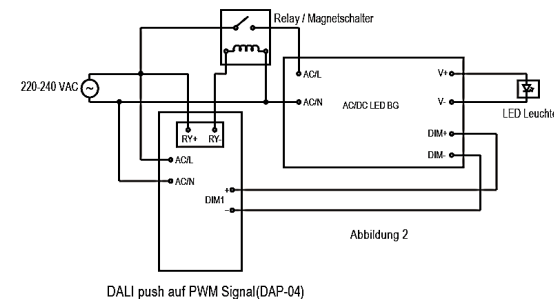 Relay / Magnetschalter
220-240 VAC
AC/L
V+
AC/N
AC/DC LED BG
V-
LED Leuchte
RY+ RY-
DIM+
AC/L
DIM-
AC/N
+
DIM1
-
Abbildung 2
DALI push auf PWM Signal(DAP-04)